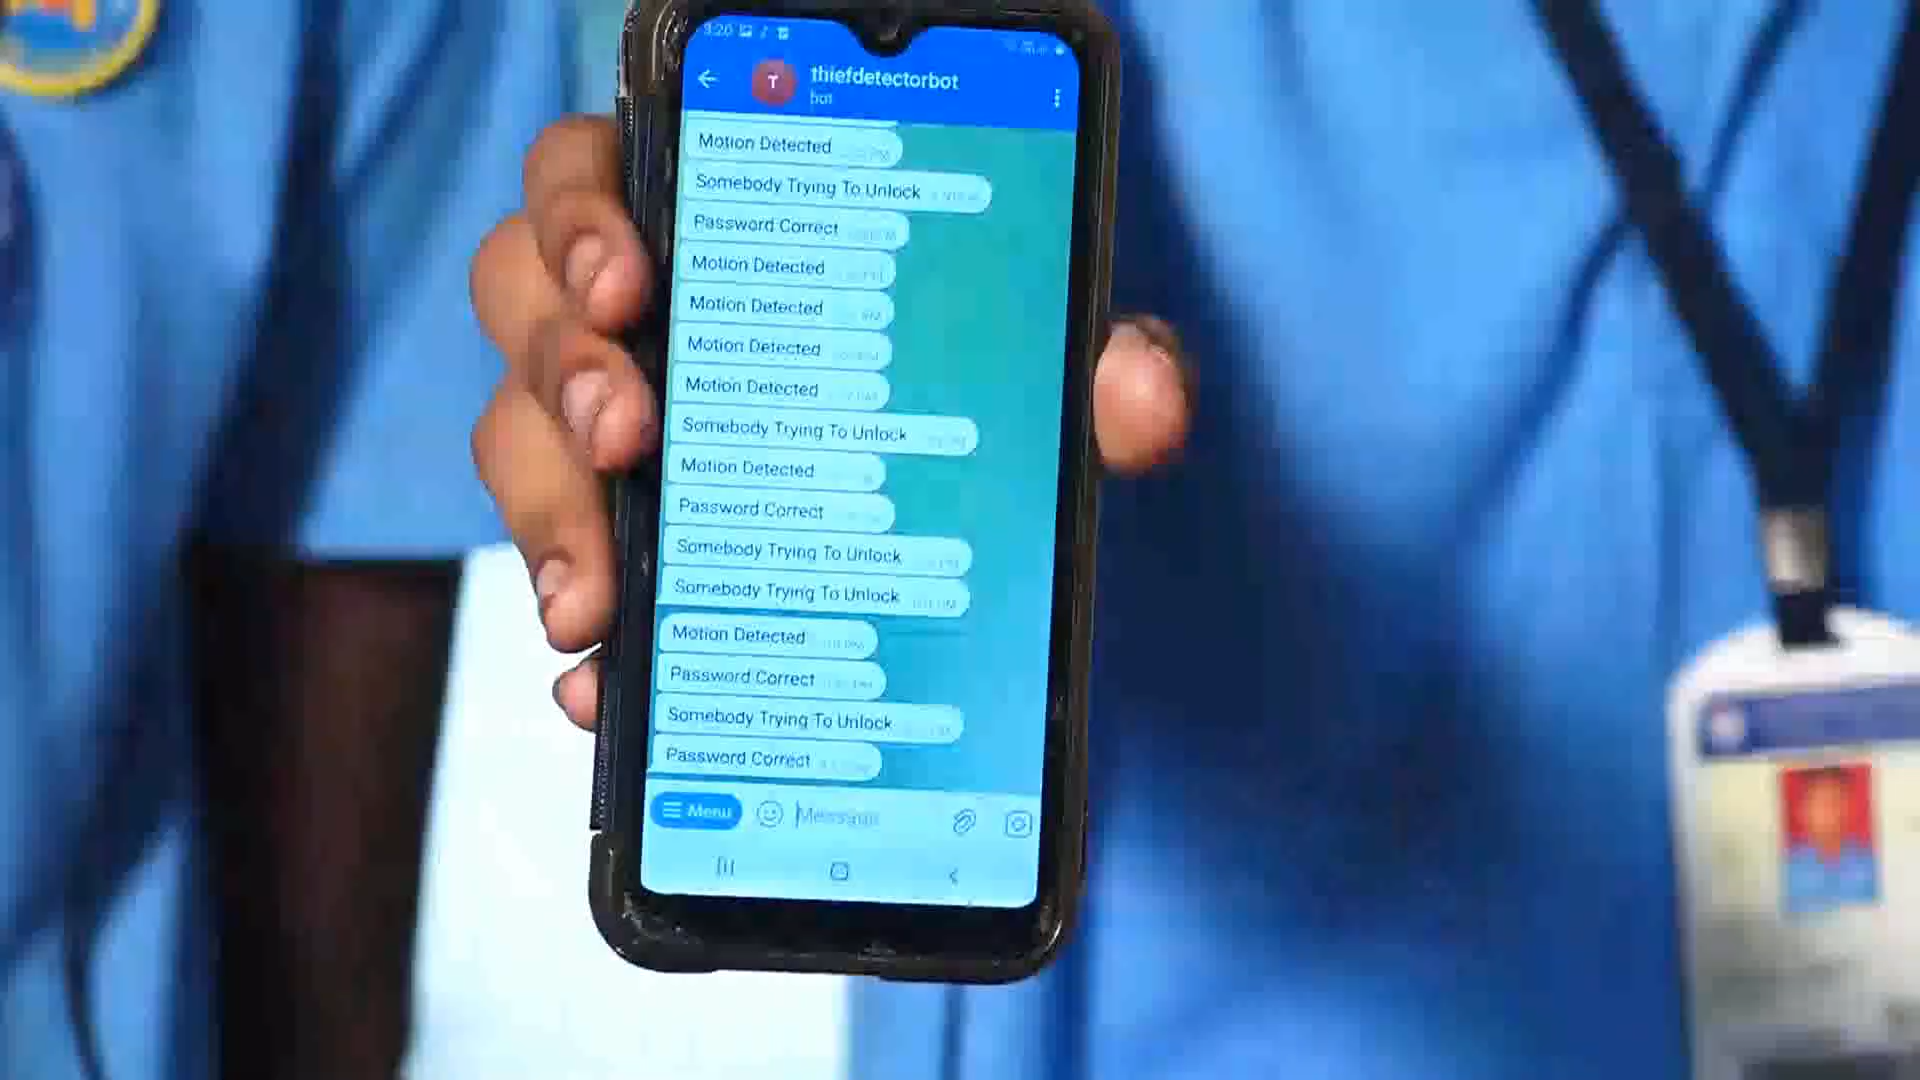 9:20
T
thiefdetectorbot
bot
Motion Detected
Somebody Trying To Unlock
Password Correct
Motion Detected
Motion Detected
Motion Detected
Motion Detected
Somebody Trying To Unlock
Motion Detected
Password Correct
Somebody Trying To Unlock
Somebody Trying To Unlock
Motion Detected
Password Correct
Somebody Trying To Unlock
Password Correct
Menu
Message